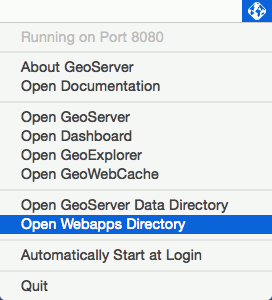 Running on Port 8080
About GeoServer
Open Documentation
Open GeoServer
Open Dashboard
Open GeoExplorer
Open GeoWebCache
Open GeoServer Data Directory
Open Webapps Directory
Automatically Start at Login
Quit